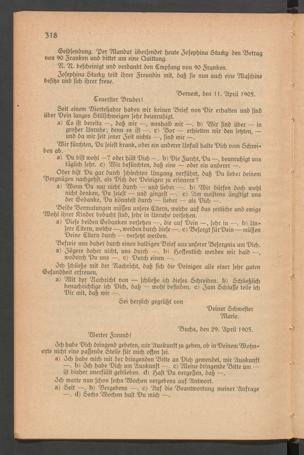 318
Geldsendung. Per Mandat übersendet heute Josephina Stucky den Betrag
von 90 Franken und bittet um eine Quittung.
N. N. bescheinigt und verdankt den Empfang von 90 Franken.
Josephina Stucky teilt ihrer Freundin mit, daß sie nun auch eine Maschine
besitze und sich ihrer freue.
Berneck, den 11. April 1905.
Teuerster Bruder!
Seit einem Vierteljahre haben wir keinen Brief von Dir erhalten und sind
über Dein langes Stillschweigen sehr beunruhigt.
a) Es ist bereits —, daß wir —, weshalb wir —. b) Wir sind über — in
großer Unruhe; denn es ist —. c) Vor — erhielten wir den letzten, —
und da wir seit jener Zeit nichts —, sind wir —.
Wir fürchten, Du seiest krank, oder ein anderer Unfall halte Dich vom Schrei-
ben ab.
a) Du bist wohl —? oder hält Dich —. b) Die Furcht, Du —, beunruhigt uns
täglich sehr. c) Wir befürchten, daß eine — oder ein anderer —.
Oder bist Du gar durch schlechten Umgang verführt, daß Du lieber deinem
Vergnügen nachgehst, als Dich der Deinigen zu erinnern?
a) Wenn Du nur nicht durch — und lieber —. b) Wir dürfen doch wohl
nicht denken, Du seiest — und gingest —. c) Am meisten ängstigt uns
der Gedanke, Du könntest durch — lieber — als Dich —.
Beide Vermutungen müssen unsere Eltern, welche auf das zeitliche und ewige
Wohl ihrer Kinder bedacht sind, sehr in Unruhe versetzen.
a) Diese beiden Gedanken versetzen —, die auf Dein —, sehr in —. b) Un-
sere Eltern, welche —, werden durch diese —. c) Besorgt für Dein — müssen
Deine Eltern durch — versetzt werden.
Befreie uns daher durch einen baldigen Brief aus unserer Besorgnis um Dich.
a) Zögere daher nicht, uns durch —. b) Hoffentlich werden wir bald —,
wodurch Du uns —. c) Durch einen —.
Ich schließe mit der Nachricht, daß sich die Deinigen alle einer sehr guten
Gesundheit erfreuen.
a) Mit der Nachricht von — schließe ich dieses Schreiben. b) Schließlich
benachrichtige ich Dich, daß — wohl befinden. c) Zum Schlusse teile ich
Dir mit, daß wir —.
Sei herzlich gegrüßt von
Deiner Schwester
Marie.
Buchs, den 29. April 1905.
Werter Freund!
Ich habe Dich dringend gebeten, mir Auskunft zu geben, ob in Deinem Wohn-
orte nicht eine passende Stelle für mich offen sei.
a) Ich habe mich mit der dringenden Bitte an Dich gewendet, mir Auskunft
—. b) Ich habe Dich um Auskunft —. c) Meine dringende Bitte um —
ist bisher unerfüllt geblieben. d) Hast Du vergessen, daß —.
Ich warte nun schon sechs Wochen vergebens auf Antwort.
a) Seit —. b) Vergebens —. c) Auf die Beantwortung meiner Anfrage
—. d) Sechs Wochen habt Du mich —.